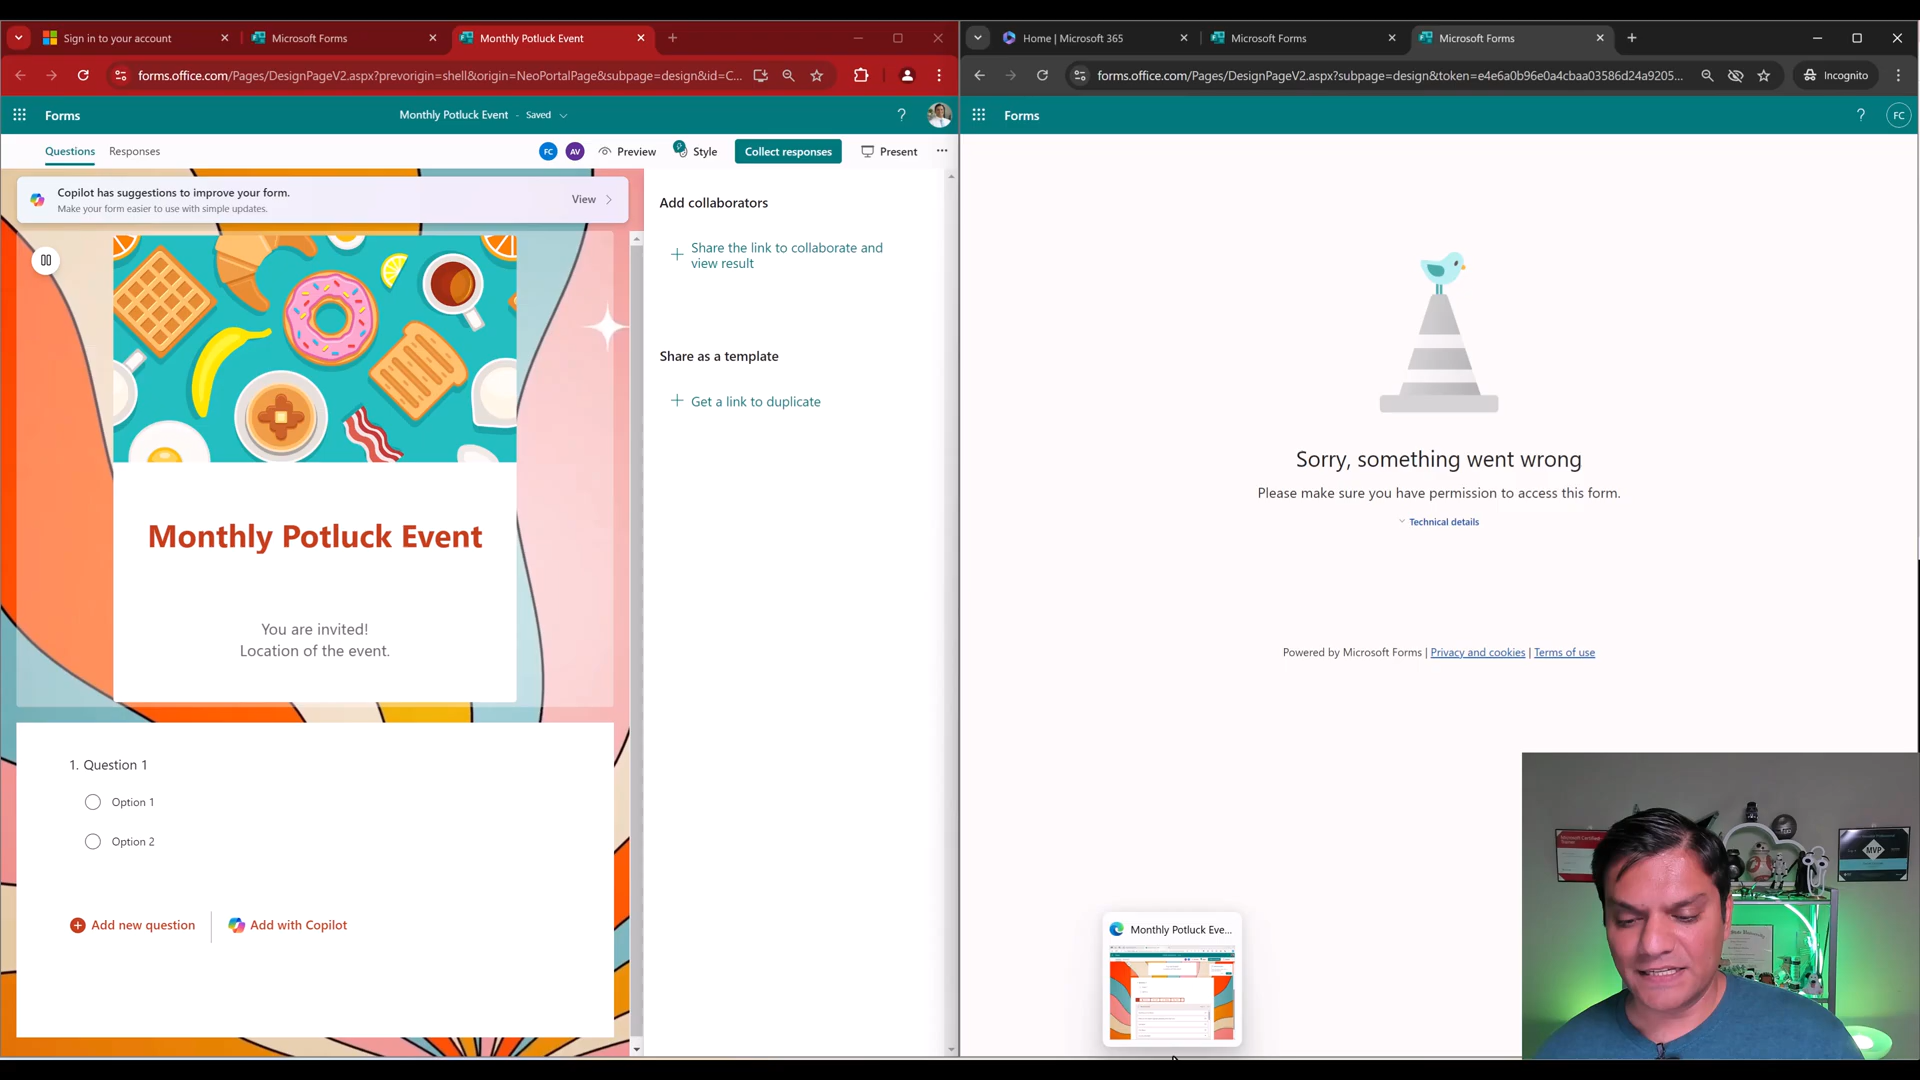 Sign in to your account
Microsoft Forms
Monthly Potluck Event
Home | Microsoft 365
Microsoft Forms
Microsoft Forms
forms.office.com/Pages/DesignPageV2.aspx?prevorigin=shell&origin=NeoPortalPage&subpage=design&id=C...
forms.office.com/Pages/DesignPageV2.aspx?subpage=design&token=e4e6a0b96e0a4cbaa03586d24a9205...
Incognito
Forms
Monthly Potluck Event - Saved
?
Forms
?
FC
Questions
Responses
FC
AV
Preview
Style
Collect responses
Present
Copilot has suggestions to improve your form.
Make your form easier to use with simple updates.
View
Add collaborators
Share the link to collaborate and
view result
Share as a template
Get a link to duplicate
Monthly Potluck Event
You are invited!
Location of the event.
1. Question 1
Option 1
Option 2
Add new question
Add with Copilot
Sorry, something went wrong
Please make sure you have permission to access this form.
Technical details
Powered by Microsoft Forms | Privacy and cookies | Terms of use
Monthly Potluck Eve...
MVP